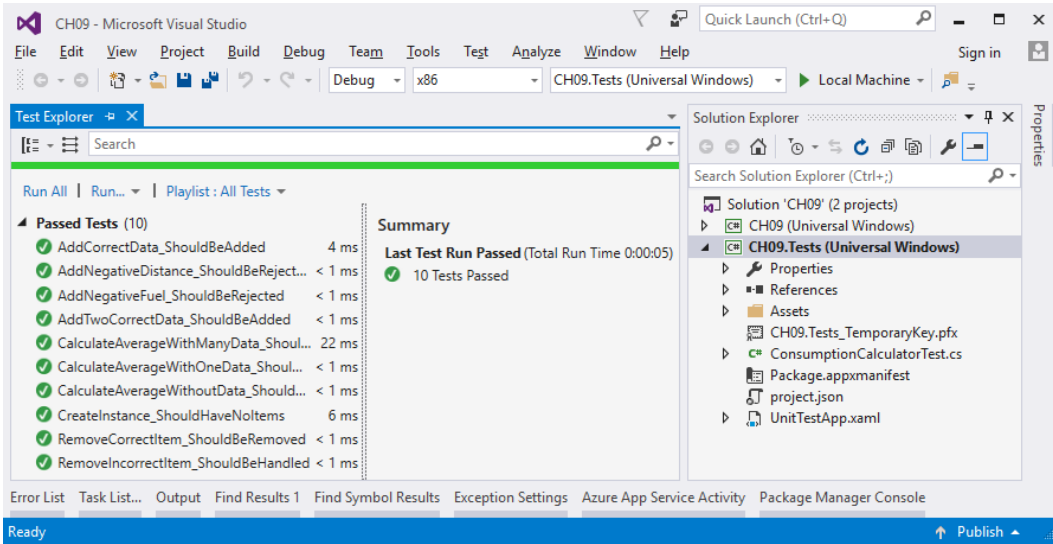 CH09 - Microsoft Visual Studio
Quick Launch (Ctrl+Q)
File Edit View Project Build Debug Team Tools Test Analyze Window Help
Sign in
Debug x86 CH09.Tests (Universal Windows) Local Machine
Test Explorer
Search
Run All | Run... | Playlist : All Tests
Passed Tests (10)
AddCorrectData_ShouldBeAdded 4 ms
AddNegativeDistance_ShouldBeReject... < 1 ms
AddNegativeFuel_ShouldBeRejected < 1 ms
AddTwoCorrectData_ShouldBeAdded < 1 ms
CalculateAverageWithManyData_Shoul... 22 ms
CalculateAverageWithOneData_Shoul... < 1 ms
CalculateAverageWithoutData_Should... < 1 ms
CreateInstance_ShouldHaveNoItems 6 ms
RemoveCorrectItem_ShouldBeRemoved < 1 ms
RemoveIncorrectItem_ShouldBeHandled < 1 ms
Summary
Last Test Run Passed (Total Run Time 0:00:05)
10 Tests Passed
Solution Explorer
Search Solution Explorer (Ctrl+;)
Solution 'CH09' (2 projects)
C# CH09 (Universal Windows)
C# CH09.Tests (Universal Windows)
Properties
References
Assets
CH09.Tests_TemporaryKey.pfx
C# ConsumptionCalculatorTest.cs
Package.appxmanifest
project.json
UnitTestApp.xaml
Properties
Error List Task List... Output Find Results 1 Find Symbol Results Exception Settings Azure App Service Activity Package Manager Console
Ready
Publish